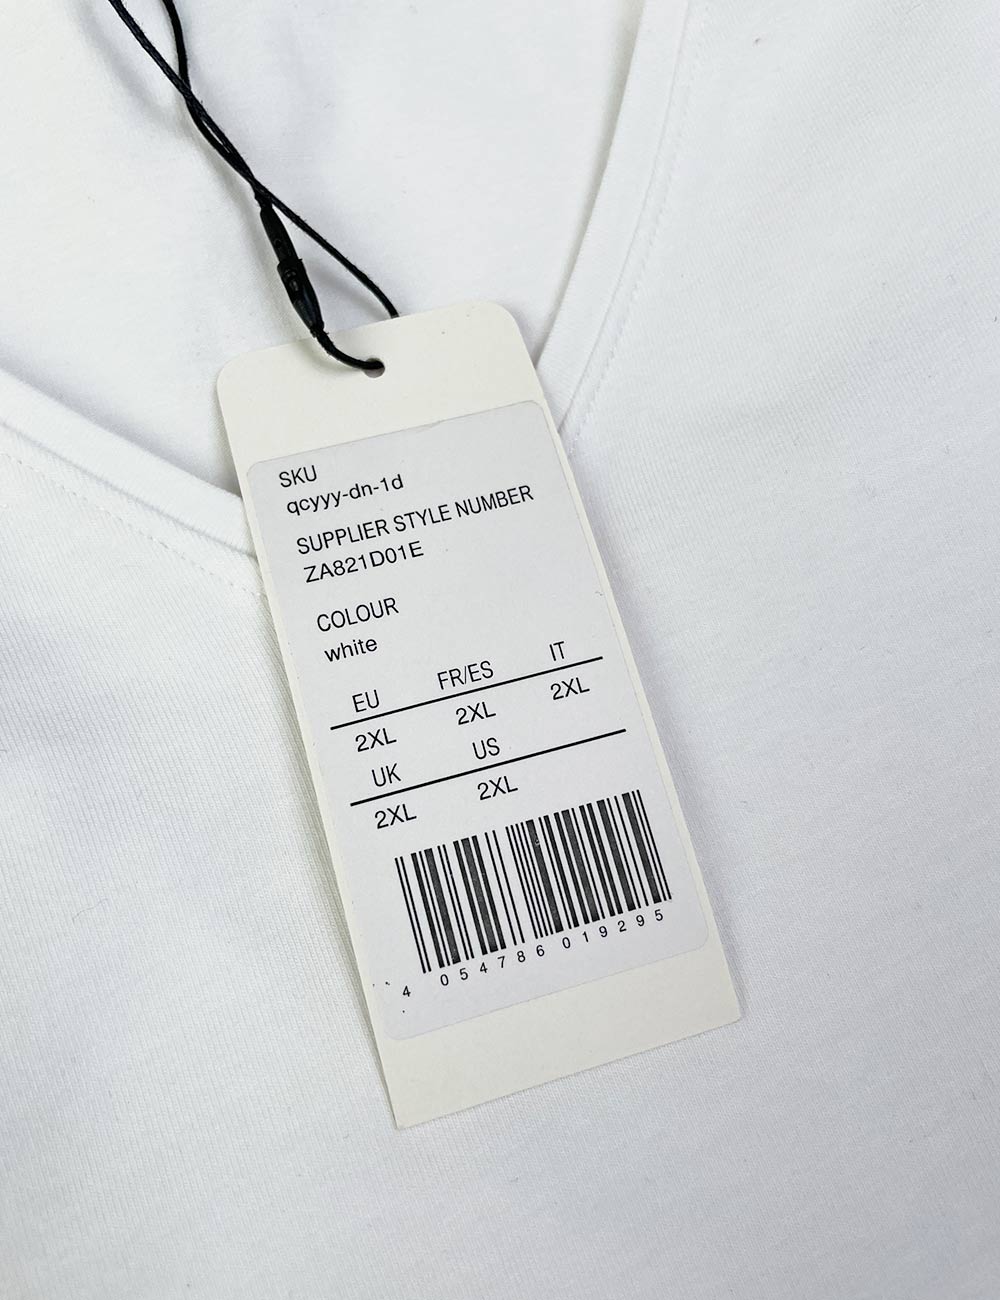 SKU
qcyyy-dn-1d
SUPPLIER STYLE NUMBER
ZA821D01E
COLOUR
white
EU FR/ES IT
2XL 2XL 2XL
UK US
2XL 2XL
4 054786 019295